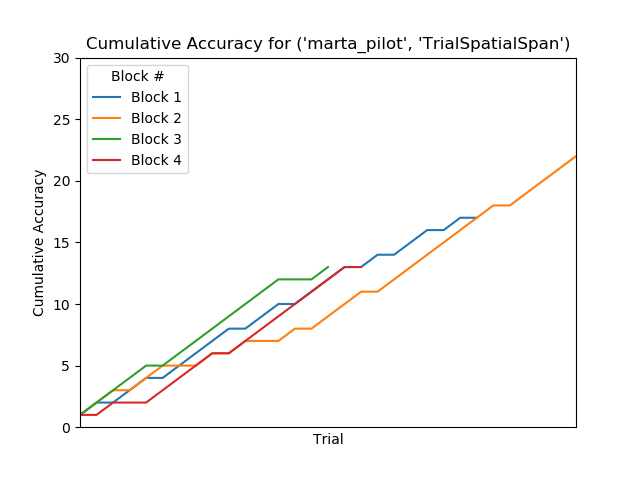 Cumulative Accuracy for ('marta_pilot', 'TrialSpatialSpan')
Block #
Block 1
Block 2
Block 3
Block 4
30
25
20
15
10
5
0
Cumulative Accuracy
Trial